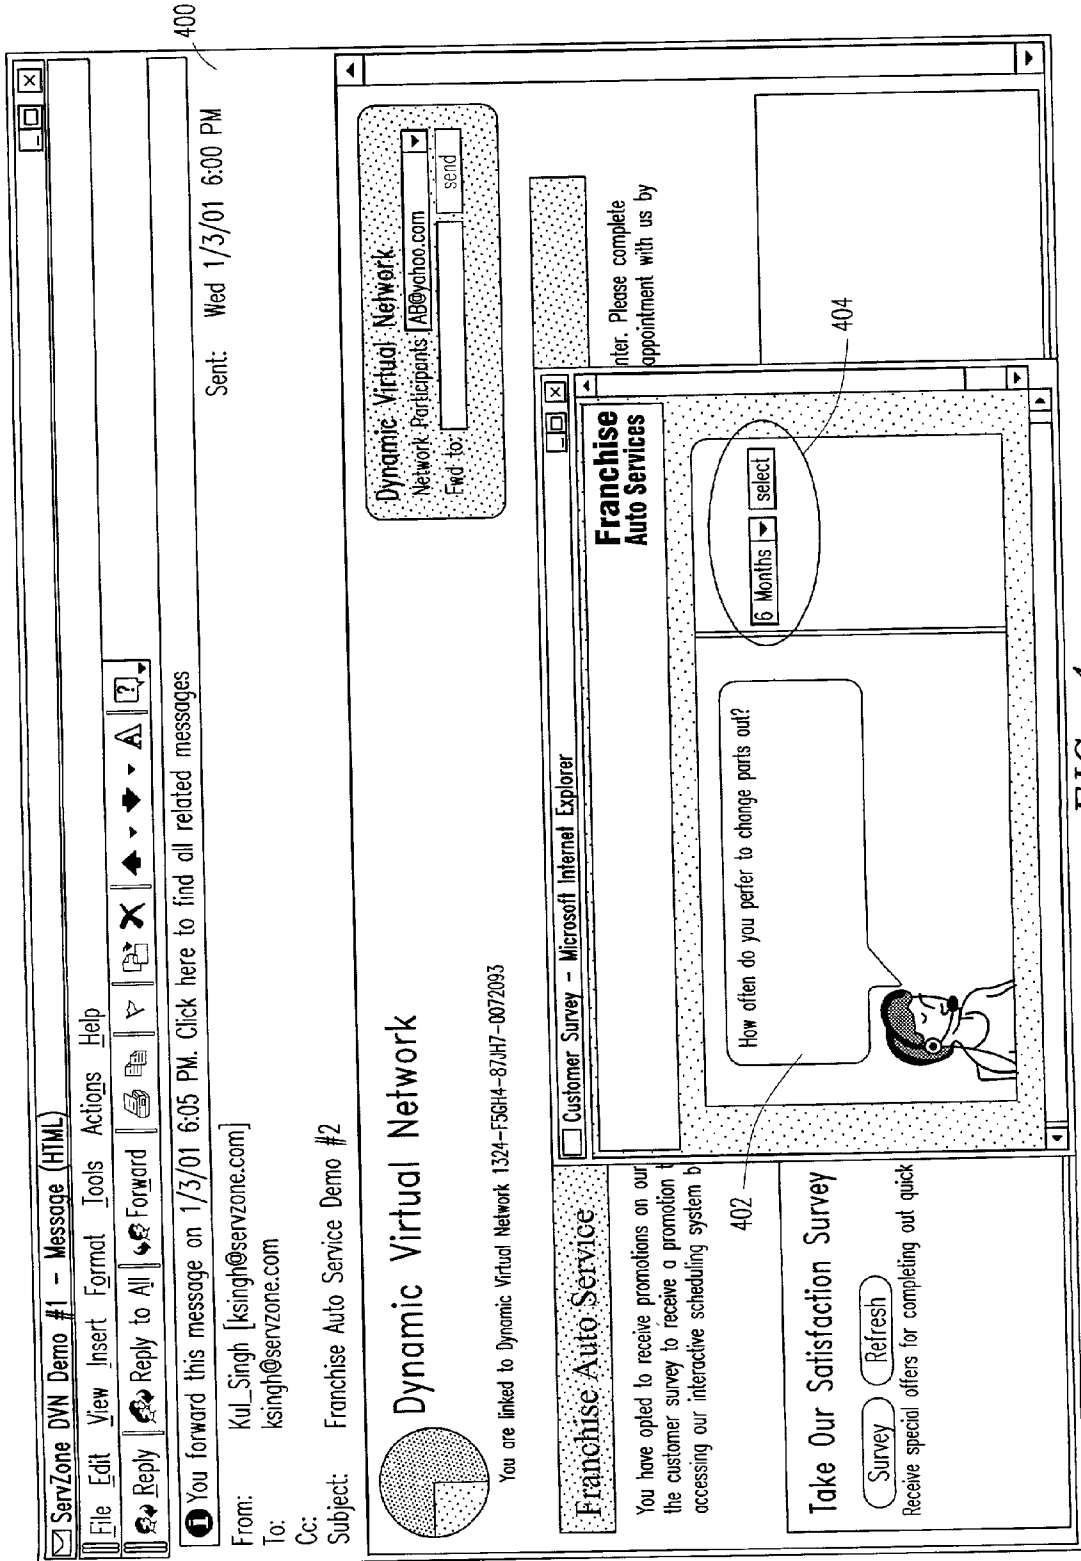 ServZone DVN Demo #1 – Message (HTML)
File Edit View Insert Format Tools Actions Help
Reply Reply to All Forward A ?
You forward this message on 1/3/01 6:05 PM. Click here to find all related messages
From: Kul_Singh [ksingh@servzone.com]
Sent: Wed 1/3/01 6:00 PM
To: ksingh@servzone.com
Cc:
Subject: Franchise Auto Service Demo #2
400
Dynamic Virtual Network
You are linked to Dynamic Virtual Network 1324-F5GH4-87JH7-0072093
Dynamic Virtual Network
Network Participants AB@yahoo.com
Fwd to: send
Franchise Auto Service
You have opted to receive promotions on our
the customer survey to receive a promotion t
accessing our interactive scheduling system b
nter. Please complete
appointment with us by
402
Take Our Satisfaction Survey
Survey Refresh
Receive special offers for completing out quick
Customer Survey – Microsoft Internet Explorer
Franchise
Auto Services
How often do you perfer to change parts out?
6 Months select
404